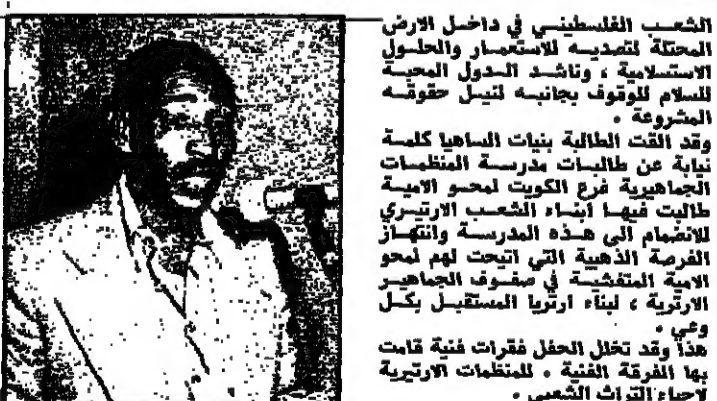 الشعب الفلسطيني في داخل الارض
المحتلة لتصديه للاستعمار والحلول
الاستسلامية ، وناشد الدول المحبة
للسلام للوقوف بجانبه لنيل حقوقه
المشروعة .
وقد القت الطالبة بنيات الساهيا كلمة
نيابة عن طالبات مدرسة المنظمات
الجماهيرية فرع الكويت لمحو الامية
طالبت فيها ابناء الشعب الارتيري
للانضمام إلى هذه المدرسة وانتهاز
الفرصة الذهبية التي اتيحت لهم لمحو
الامية المتفشية في صفوف الجماهير
الارترية ، لبناء ارتريا المستقبل بكل
وعي .
هذا وقد تخلل الحفل فقرات فنية قامت
بها الفرقة الفنية . للمنظمات الارتيرية
لاحياء التراث الشعبي .